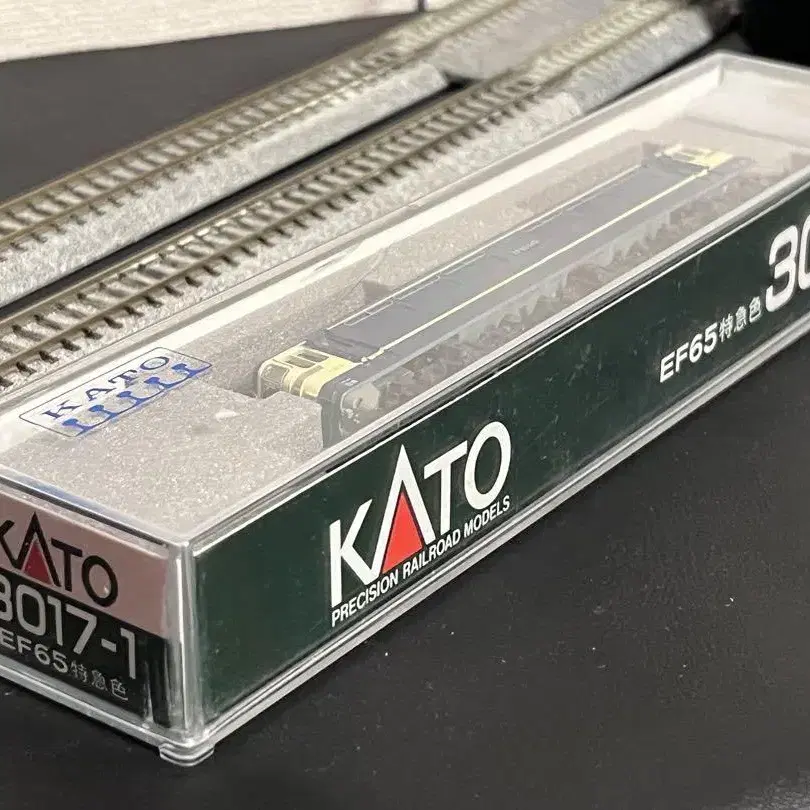 KATO
KATO
PRECISION RAILROAD MODELS
EF65特急色
30
KATO
3017-1
EF65特急色